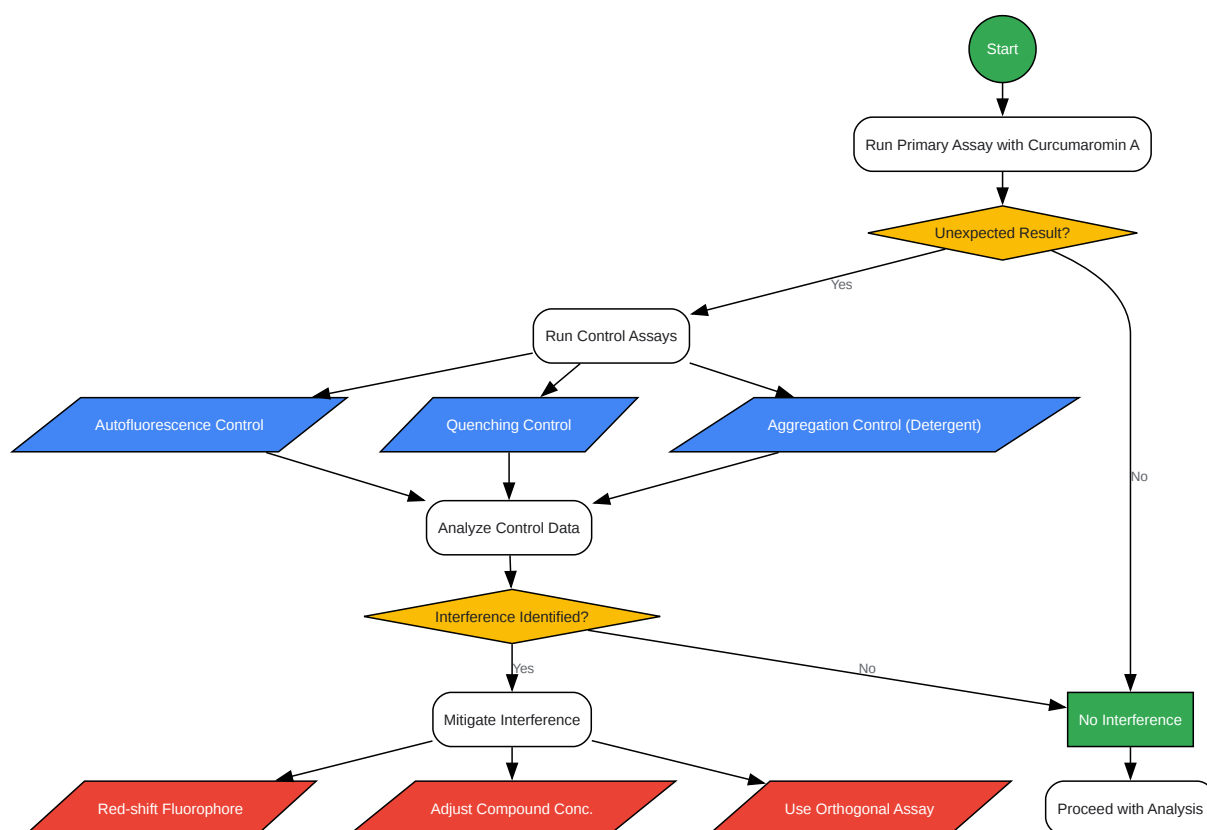 Start
Run Primary Assay with Curcumaromin A
Unexpected Result?
Yes
Run Control Assays
Autofluorescence Control
Quenching Control
Aggregation Control (Detergent)
No
Analyze Control Data
Interference Identified?
Yes
No
Mitigate Interference
No Interference
Red-shift Fluorophore
Adjust Compound Conc.
Use Orthogonal Assay
Proceed with Analysis